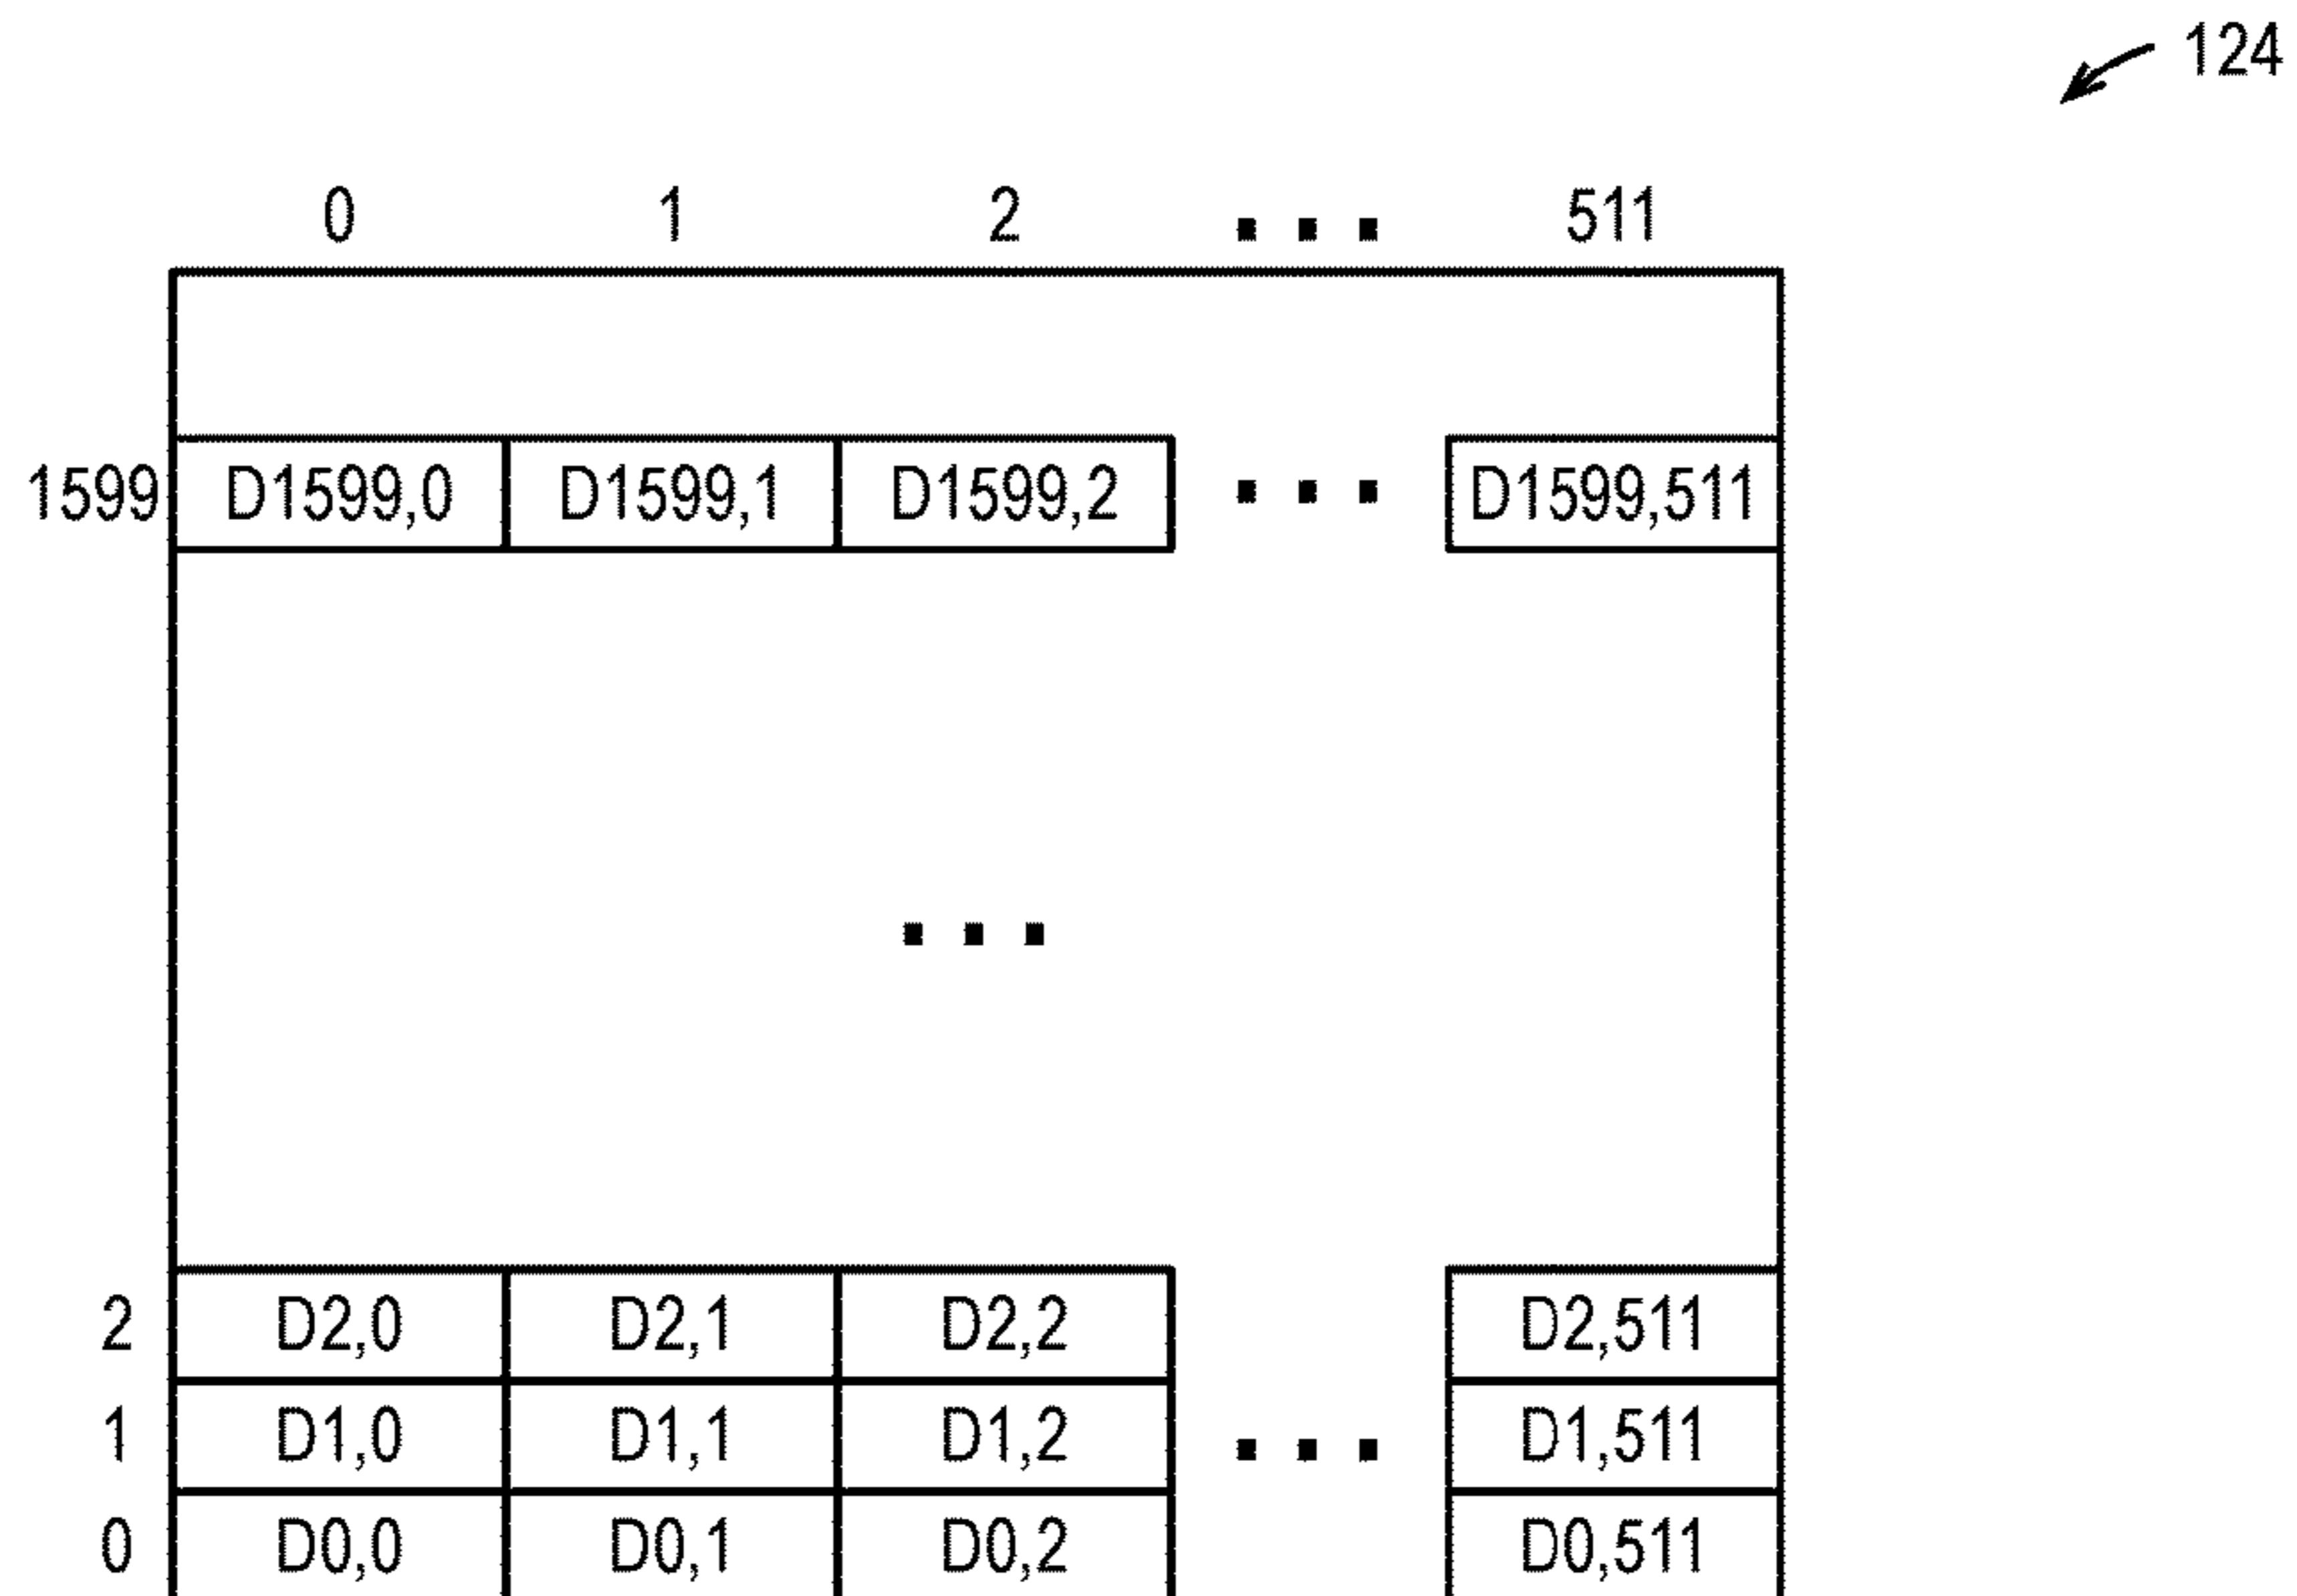 124
0 1 2 ... 511
1599 D1599,0 D1599,1 D1599,2 ... D1599,511
...
2 D2,0 D2,1 D2,2 D2,511
1 D1,0 D1,1 D1,2 ... D1,511
0 D0,0 D0,1 D0,2 D0,511